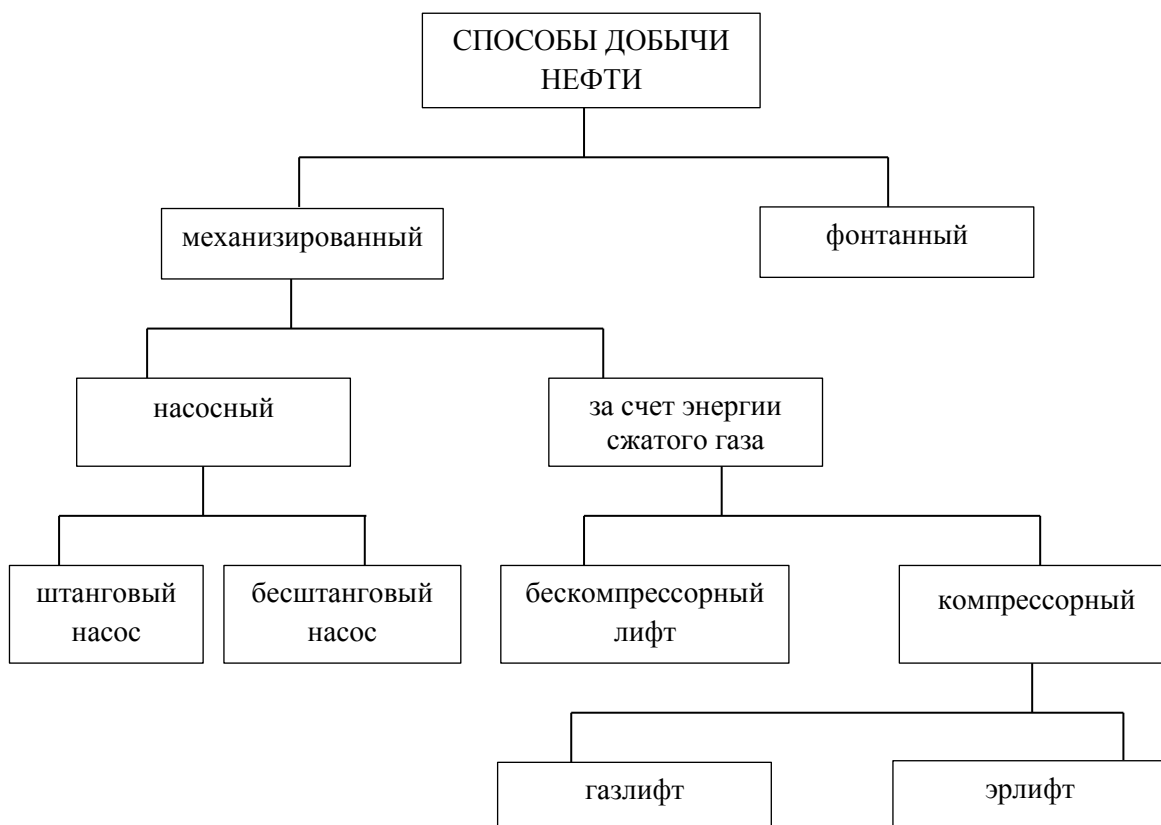 СПОСОБЫ ДОБЫЧИ
НЕФТИ
механизированный
фонтанный
насосный
за счет энергии
сжатого газа
штанговый
насос
бесштанговый
насос
бескомпрессорный
лифт
компрессорный
газлифт
эрлифт